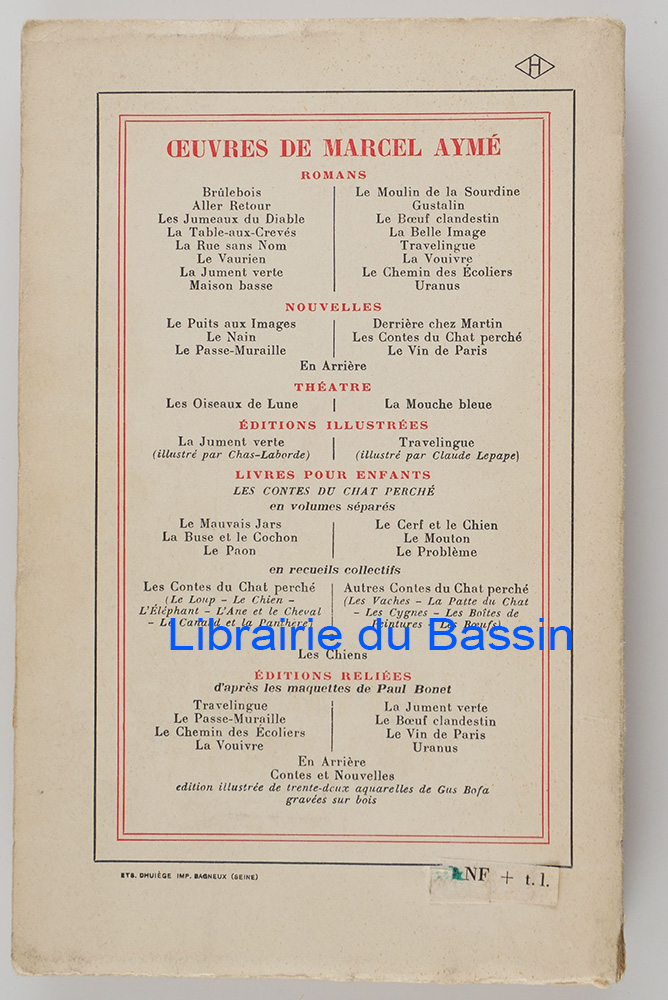 H
ŒUVRES DE MARCEL AYMÉ
ROMANS
Brûlebois
Aller Retour
Les Jumeaux du Diable
La Table-aux-Crevés
La Rue sans Nom
Le Vaurien
La Jument verte
Maison basse
Le Moulin de la Sourdine
Gustalin
Le Bœuf clandestin
La Belle Image
Travelingue
La Vouivre
Le Chemin des Écoliers
Uranus
NOUVELLES
Le Puits aux Images
Le Nain
Le Passe-Muraille
Derrière chez Martin
Les Contes du Chat perché
Le Vin de Paris
En Arrière
THÉATRE
Les Oiseaux de Lune
La Mouche bleue
ÉDITIONS ILLUSTRÉES
La Jument verte
(illustré par Chas-Laborde)
Travelingue
(illustré par Claude Lepape)
LIVRES POUR ENFANTS
LES CONTES DU CHAT PERCHÉ
en volumes séparés
Le Mauvais Jars
La Buse et le Cochon
Le Paon
Le Cerf et le Chien
Le Mouton
Le Problème
en recueils collectifs
Les Contes du Chat perché
(Le Loup - Le Chien -
L'Éléphant - L'Ane et le Cheval
- Le Canard et la Panthère)
Autres Contes du Chat perché
(Les Vaches - La Patte du Chat
- Les Cygnes - Les Boîtes de
Peintures - Les Bœufs)
Librairie du Bassin
Les Chiens
ÉDITIONS RELIÉES
d'après les maquettes de Paul Bonet
Travelingue
Le Passe-Muraille
Le Chemin des Écoliers
La Vouivre
La Jument verte
Le Bœuf clandestin
Le Vin de Paris
Uranus
En Arrière
Contes et Nouvelles
edition illustrée de trente-deux aquarelles de Gus Bofa
gravées sur bois
ETS. DHUIÈGE IMP. BAGNEUX (SEINE)
NF + t.l.